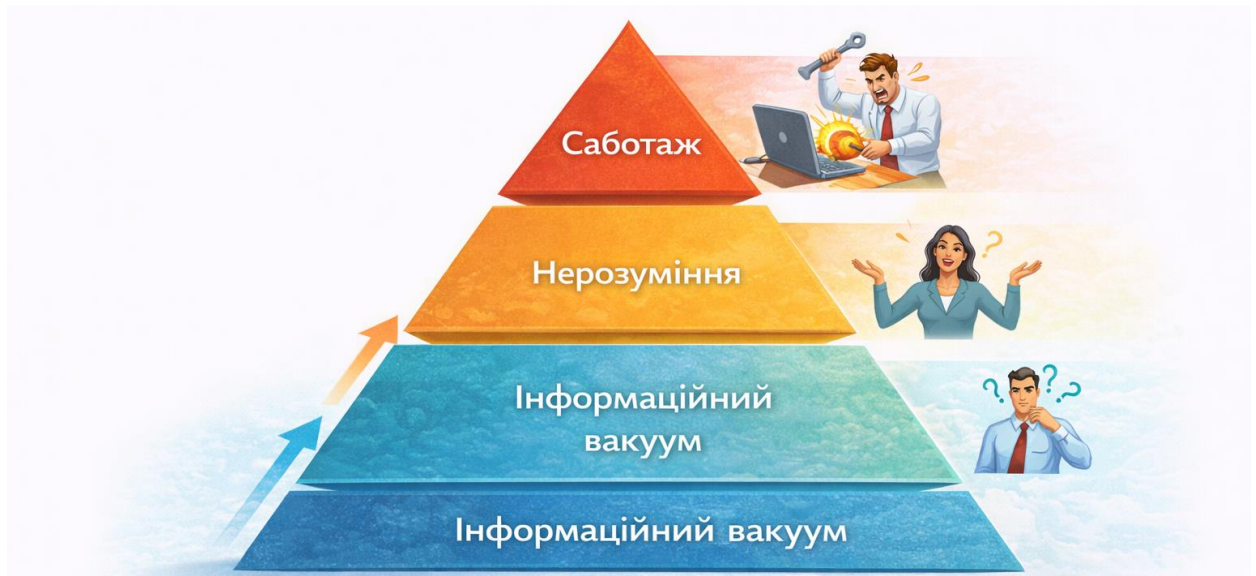 Саботаж
Нерозуміння
Інформаційний
вакуум
Інформаційний вакуум